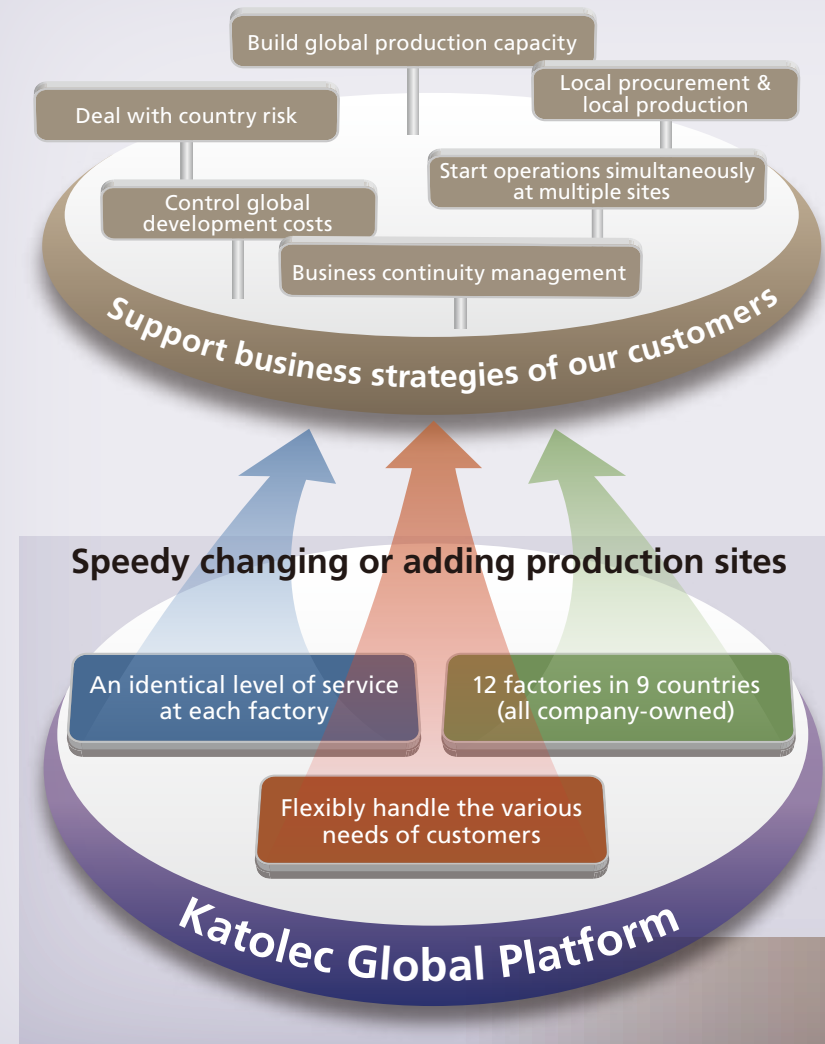 Build global production capacity
Local procurement &
local production
Deal with country risk
Start operations simultaneously
at multiple sites
Control global
development costs
Business continuity management
Support business strategies of our customers
Speedy changing or adding production sites
An identical level of service
at each factory
12 factories in 9 countries
(all company-owned)
Flexibly handle the various
needs of customers
Katolec Global Platform